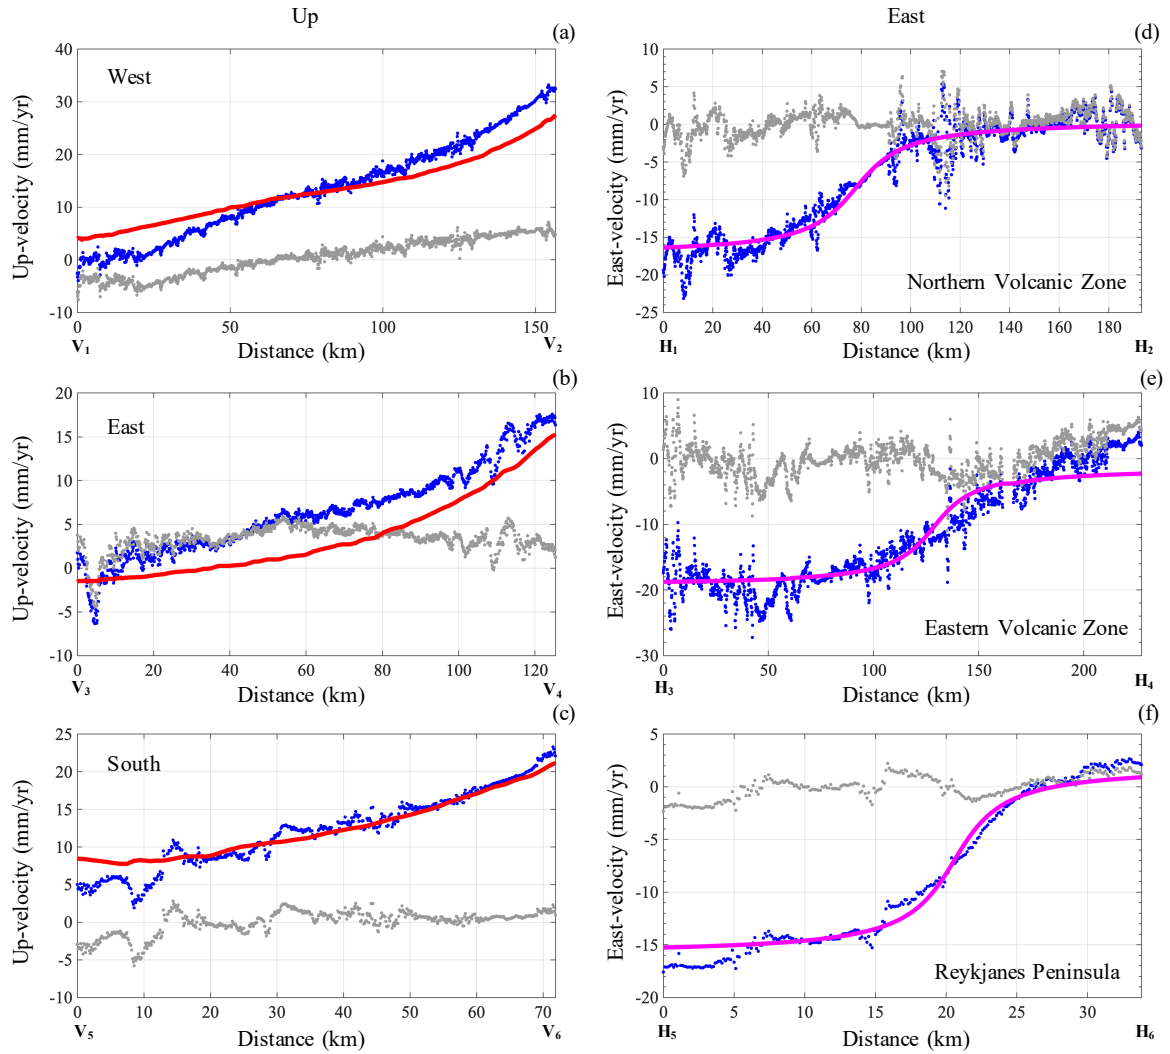 Up
East
(a)
West
Up-velocity (mm/yr)
40
30
20
10
0
-10
0
50
100
150
V1
Distance (km)
V2
(d)
East-velocity (mm/yr)
10
5
0
-5
-10
-15
-20
-25
Northern Volcanic Zone
0
20
40
60
80
100
120
140
160
180
H1
Distance (km)
H2
(b)
East
Up-velocity (mm/yr)
20
15
10
5
0
-5
-10
0
20
40
60
80
100
120
V3
Distance (km)
V4
(e)
East-velocity (mm/yr)
10
0
-10
-20
-30
Eastern Volcanic Zone
0
50
100
150
200
H3
Distance (km)
H4
(c)
South
Up-velocity (mm/yr)
25
20
15
10
5
0
-5
-10
0
10
20
30
40
50
60
70
V5
Distance (km)
V6
(f)
East-velocity (mm/yr)
5
0
-5
-10
-15
-20
Reykjanes Peninsula
0
5
10
15
20
25
30
H5
Distance (km)
H6